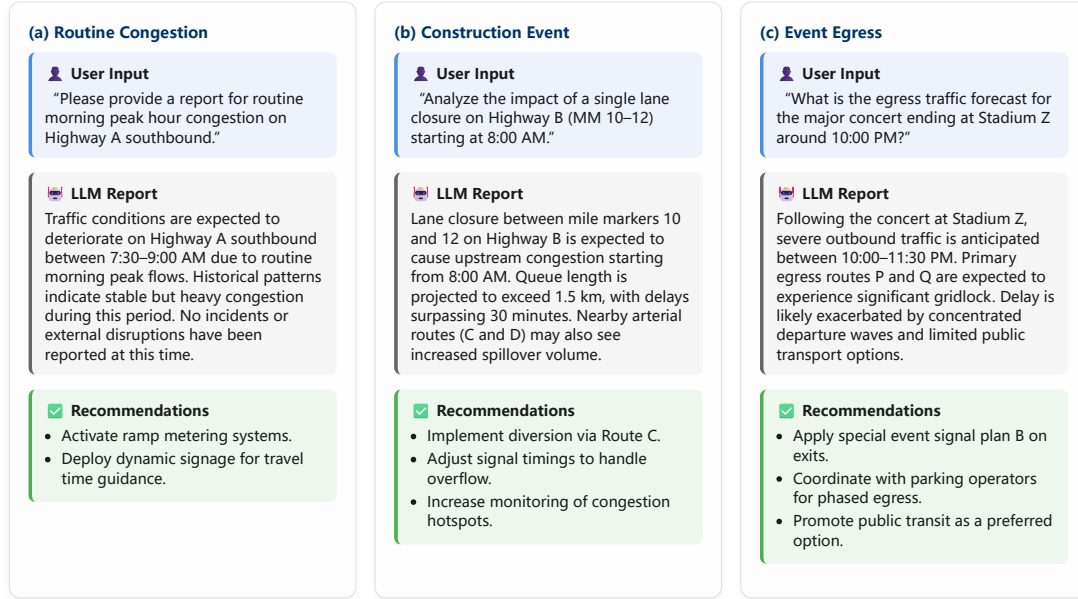 (a) Routine Congestion
User Input
“Please provide a report for routine
morning peak hour congestion on
Highway A southbound.”
LLM Report
Traffic conditions are expected to
deteriorate on Highway A southbound
between 7:30–9:00 AM due to routine
morning peak flows. Historical patterns
indicate stable but heavy congestion
during this period. No incidents or
external disruptions have been
reported at this time.
Recommendations
• Activate ramp metering systems.
• Deploy dynamic signage for travel
time guidance.
(b) Construction Event
User Input
“Analyze the impact of a single lane
closure on Highway B (MM 10–12)
starting at 8:00 AM.”
LLM Report
Lane closure between mile markers 10
and 12 on Highway B is expected to
cause upstream congestion starting
from 8:00 AM. Queue length is
projected to exceed 1.5 km, with delays
surpassing 30 minutes. Nearby arterial
routes (C and D) may also see
increased spillover volume.
Recommendations
• Implement diversion via Route C.
• Adjust signal timings to handle
overflow.
• Increase monitoring of congestion
hotspots.
(c) Event Egress
User Input
“What is the egress traffic forecast for
the major concert ending at Stadium Z
around 10:00 PM?”
LLM Report
Following the concert at Stadium Z,
severe outbound traffic is anticipated
between 10:00–11:30 PM. Primary
egress routes P and Q are expected to
experience significant gridlock. Delay is
likely exacerbated by concentrated
departure waves and limited public
transport options.
Recommendations
• Apply special event signal plan B on
exits.
• Coordinate with parking operators
for phased egress.
• Promote public transit as a preferred
option.